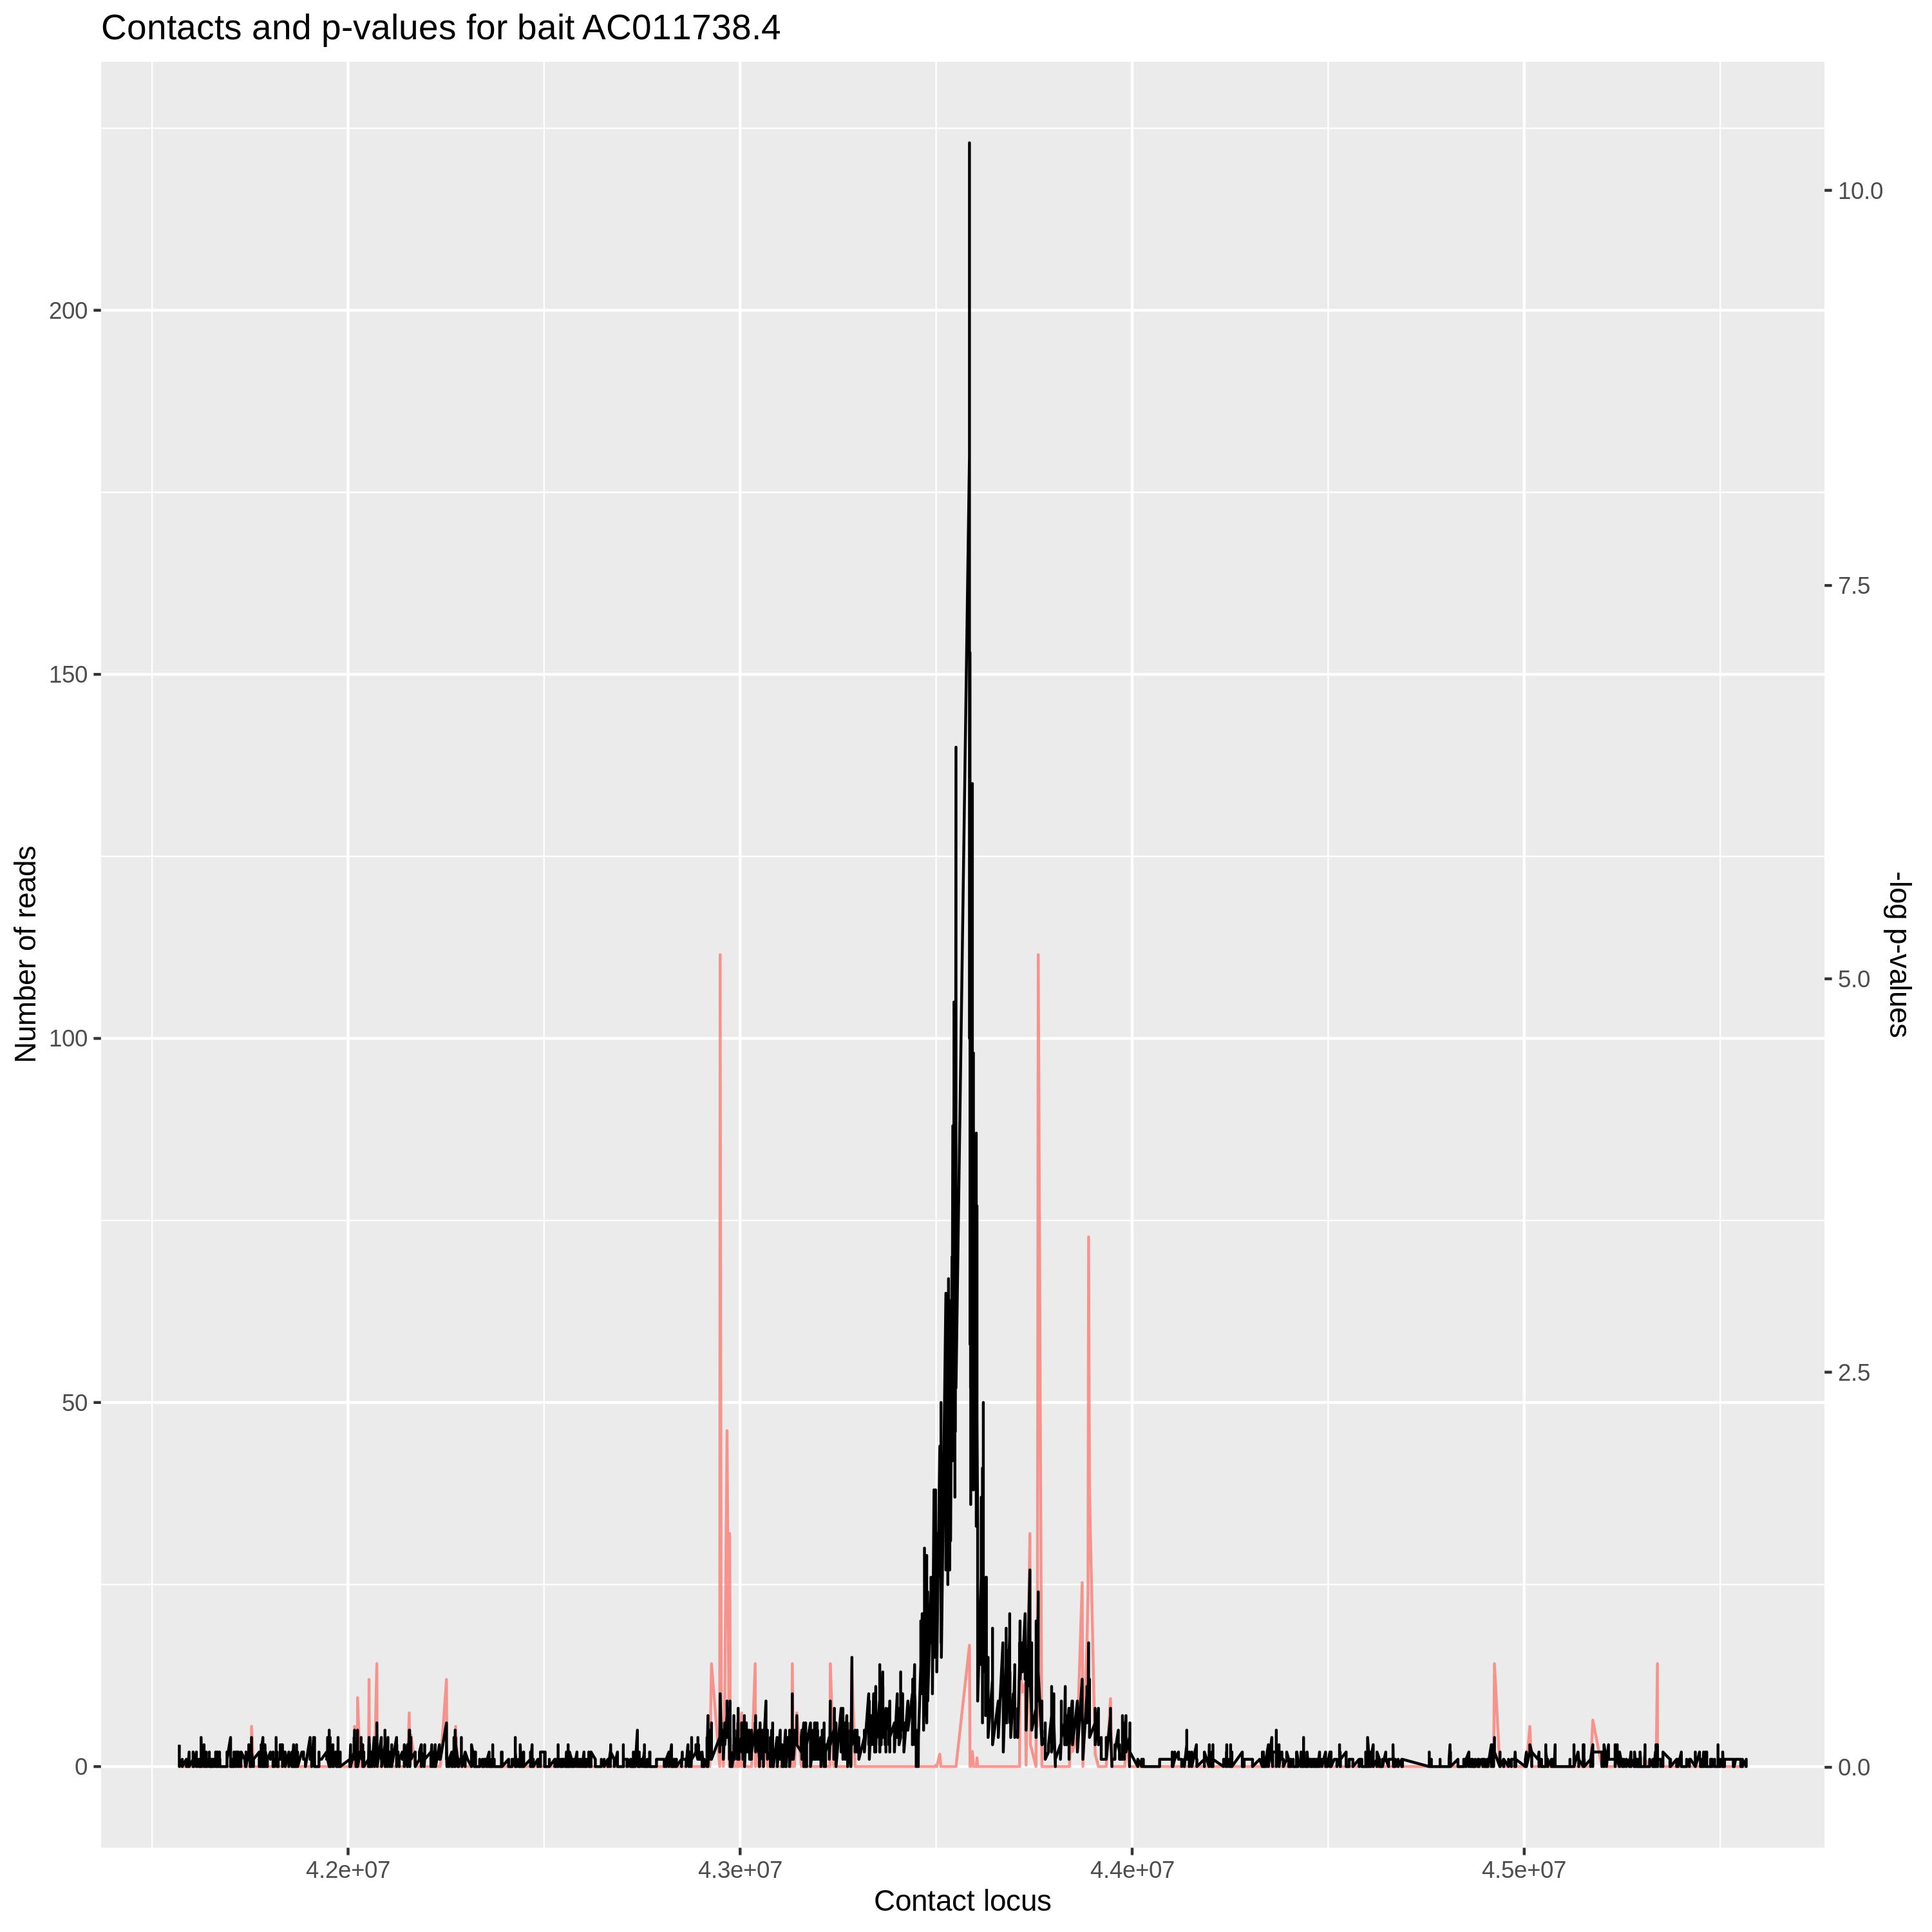 Contacts and p-values for bait AC011738.4
Number of reads
200
150
100
50
0
10.0
7.5
5.0
2.5
0.0
-log p-values
4.2e+07 4.3e+07 4.4e+07 4.5e+07
Contact locus